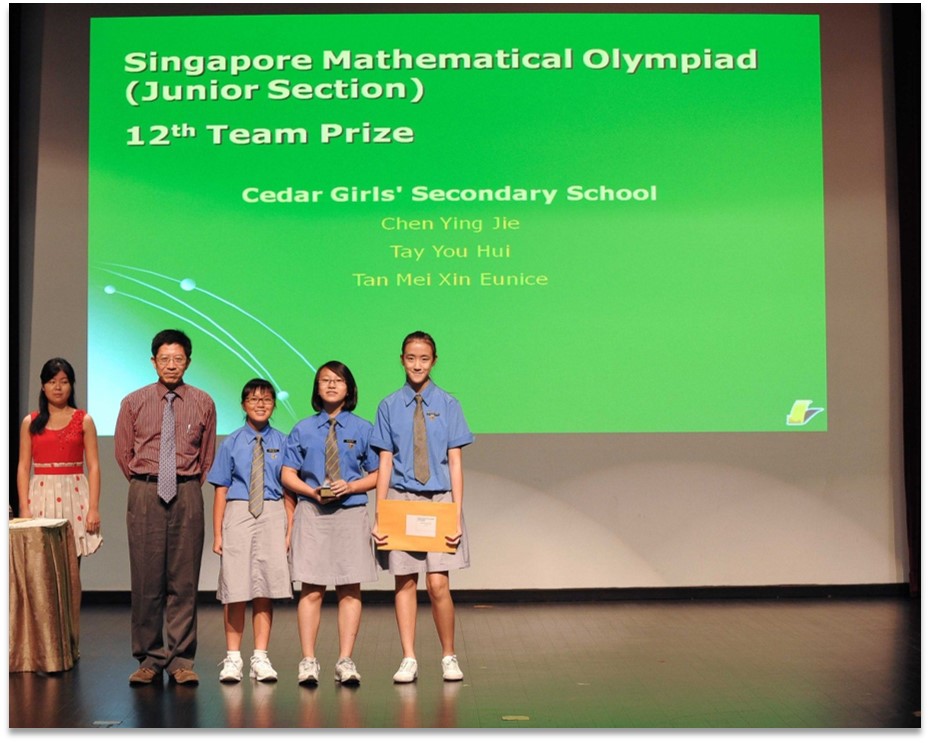 Singapore Mathematical Olympiad
(Junior Section)
12th Team Prize
Cedar Girls' Secondary School
Chen Ying Jie
Tay You Hui
Tan Mei Xin Eunice